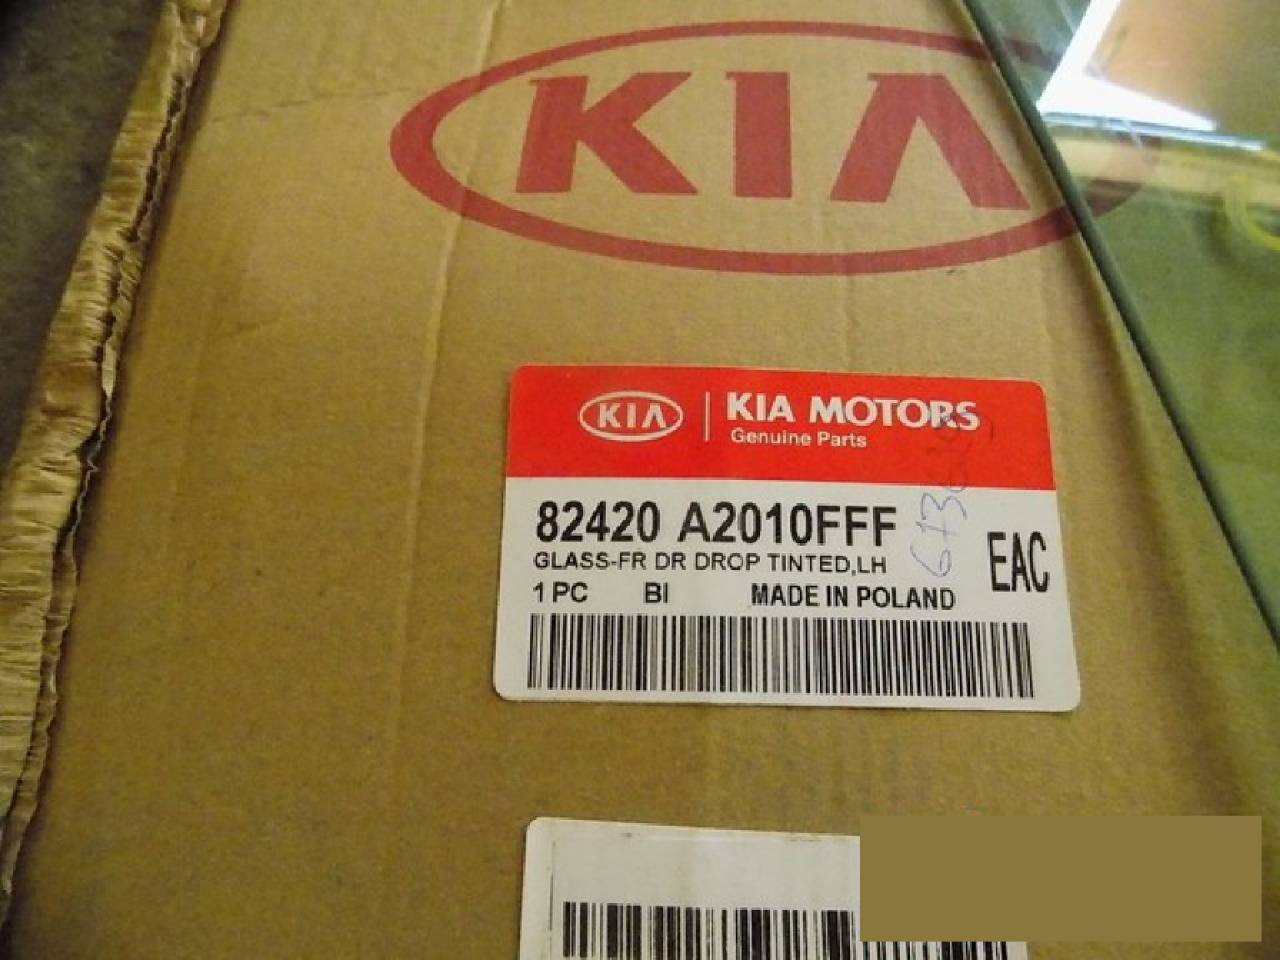 KIA
KIA KIA MOTORS
Genuine Parts
82420 A2010FFF
GLASS-FR DR DROP TINTED,LH
1 PC BI MADE IN POLAND
EAC